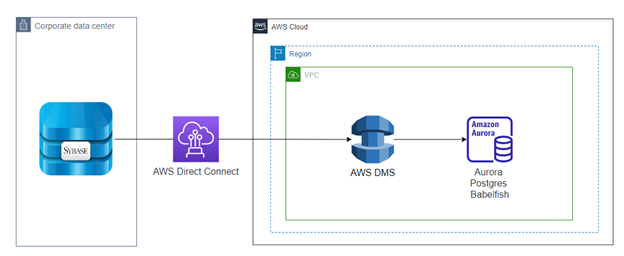 Corporate data center
aws
AWS Cloud
Region
VPC
SYBASE
AWS Direct Connect
AWS DMS
Amazon
Aurora
Aurora
Postgres
Babelfish